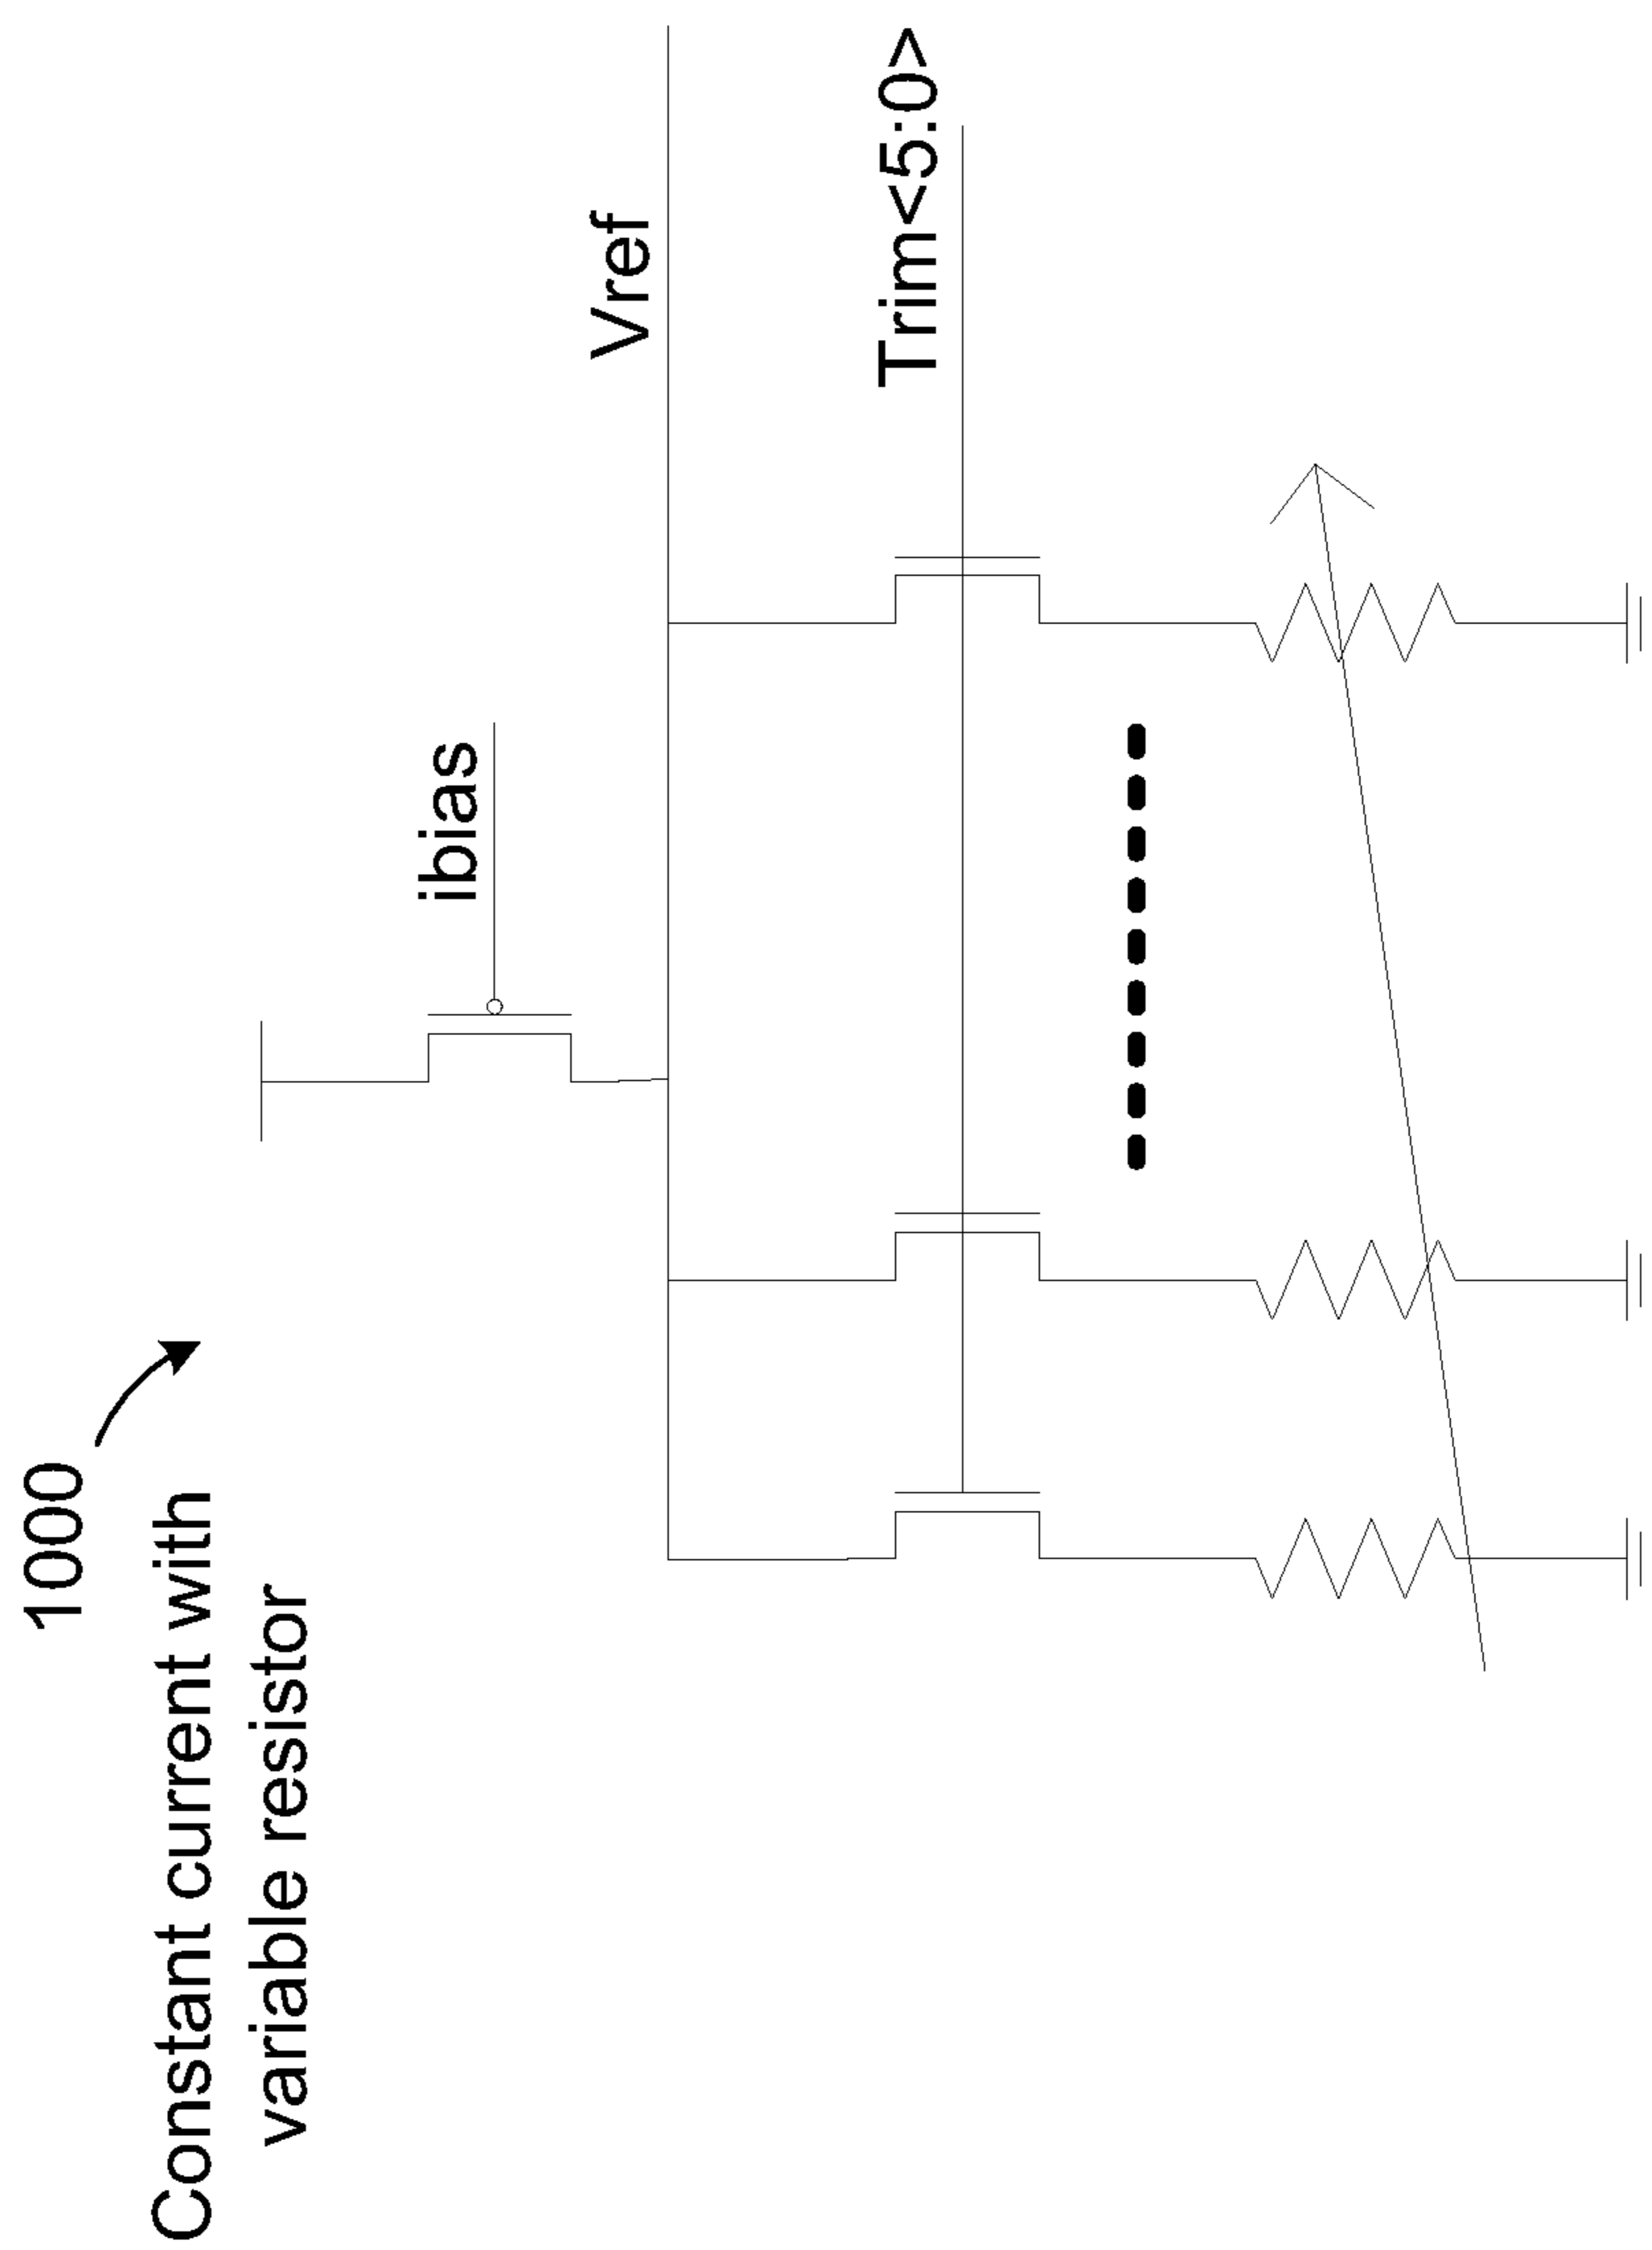 1000
Constant current with
variable resistor
ibias
Vref
Trim<5:0>